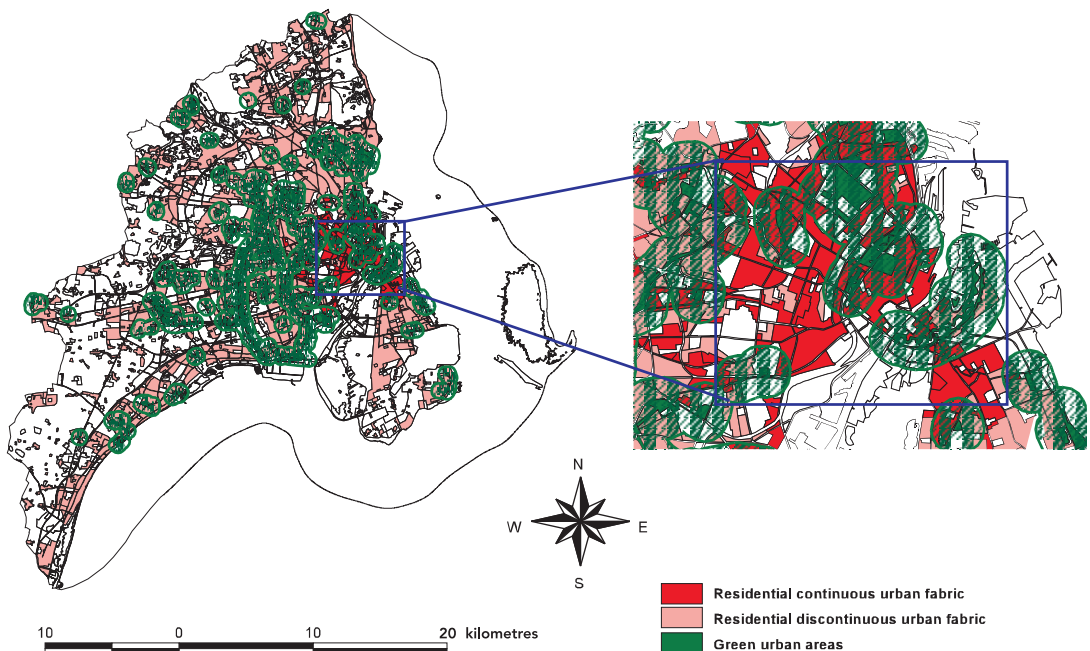 N
W E
S
Residential continuous urban fabric
Residential discontinuous urban fabric
Green urban areas
10 0 10 20 kilometres